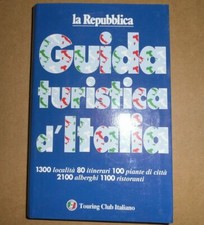 la Repubblica
Guida
turistica
d'Italia
1300 località 80 itinerari 100 piante di città
2100 alberghi 1100 ristoranti
Touring Club Italiano